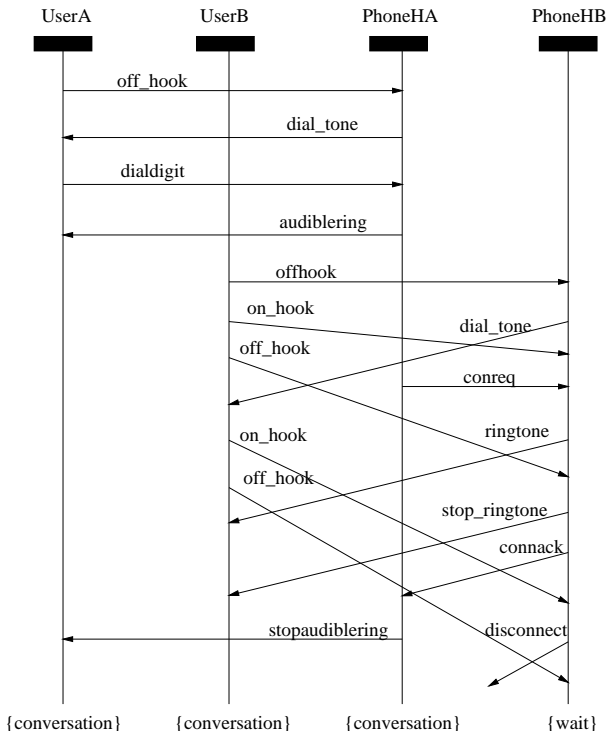 UserA UserB PhoneHA PhoneHB
off_hook
dial_tone
dialdigit
audiblering
offhook
on_hook
dial_tone
off_hook
conreq
ringtone
on_hook
off_hook
stop_ringtone
connack
stopaudiblering
disconnect
{conversation} {conversation} {conversation} {wait}